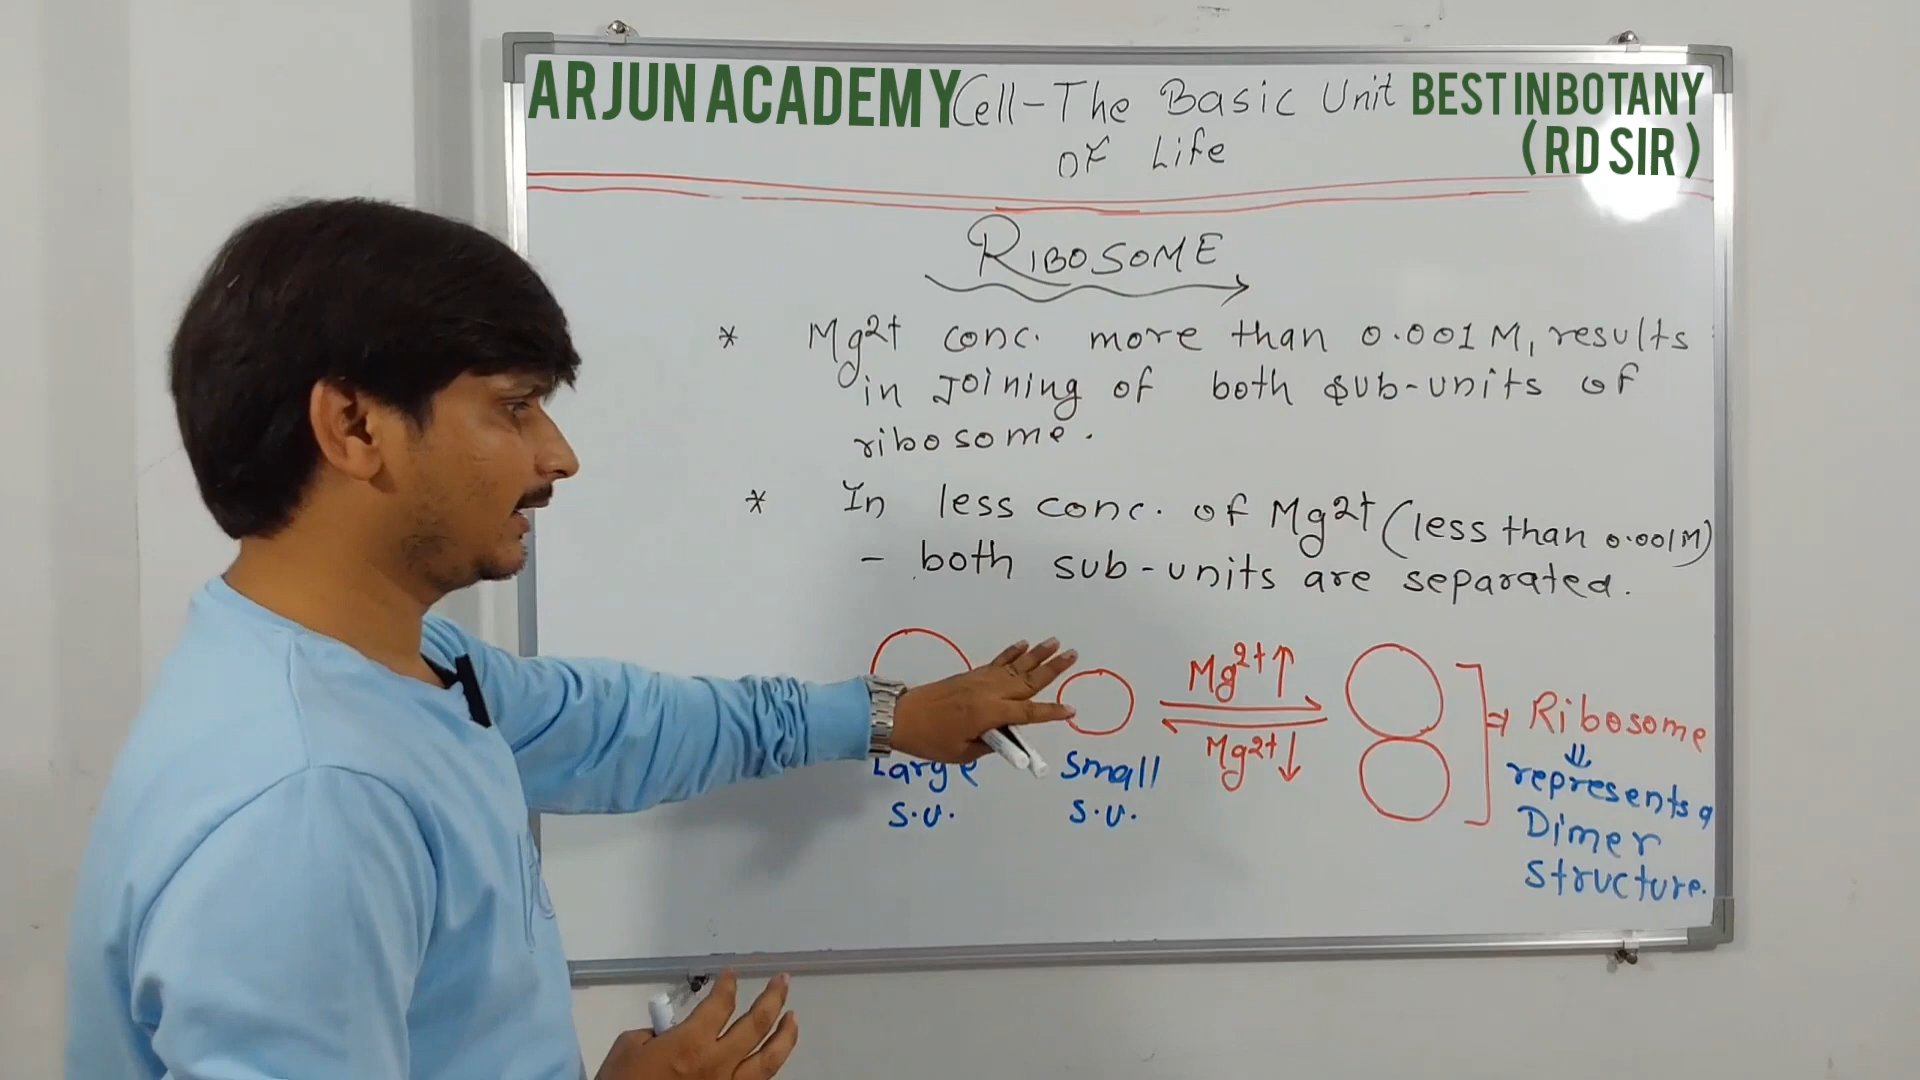 ARJUN ACADEMY
Cell-The Basic Unit
of Life
BEST IN BOTANY
(RD SIR)
RIBOSOME
* Mg2+ conc. more than 0.001M, results
in Joining of both sub-units of
ribosome.
* In less conc. of Mg2+ (less than 0.001M)
- both sub-units are separated.
Large
S.U.
Small
S.U.
Mg2+↑
Mg2+↓
⇒ Ribosome
⇓
represents a
Dimer
Structure.